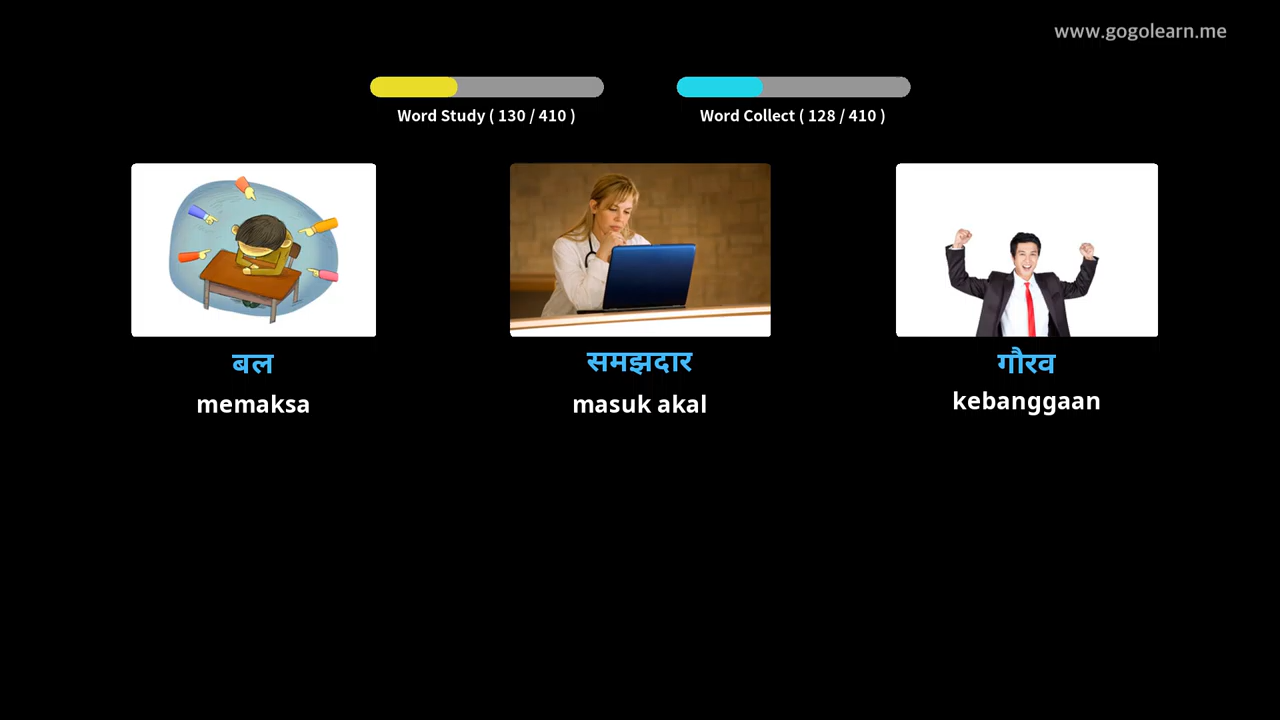 www.gogolearn.me
Word Study ( 130 / 410 )
Word Collect ( 128 / 410 )
बल
memaksa
समझदार
masuk akal
गौरव
kebanggaan